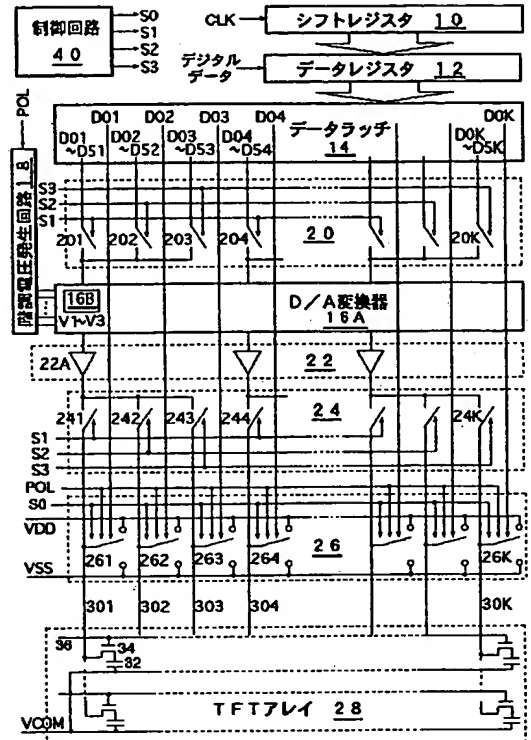 制御回路
40
S0
S1
S2
S3
CLK
シフトレジスタ 10
デジタル
データ
データレジスタ 12
POL
階調電圧発生回路 18
D01 D02 D03 D04 D0K
D01 D02 D03 D04 データラッチ D0K
~D51 ~D52 ~D53 ~D54 14 ~D5K
S3
S2
S1
201 202 203 204 20 20K
16B
V1~V3
D/A変換器
16A
22A 22
241 242 243 244 24 24K
S1
S2
S3
POL
S0
VDD
261 262 263 264 26 26K
VSS
301 302 303 304 30K
36
34
32
TFTアレイ 28
VCOM